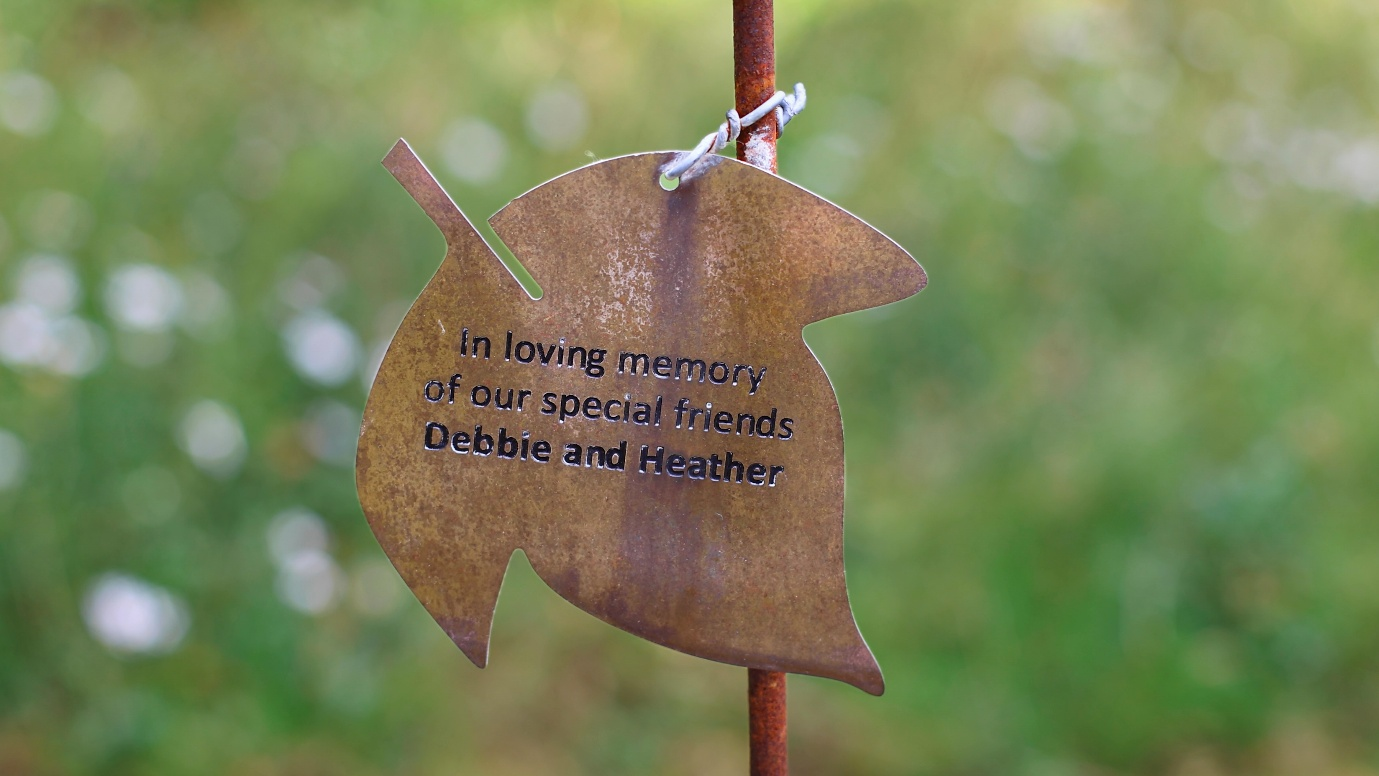 In loving memory
of our special friends
Debbie and Heather